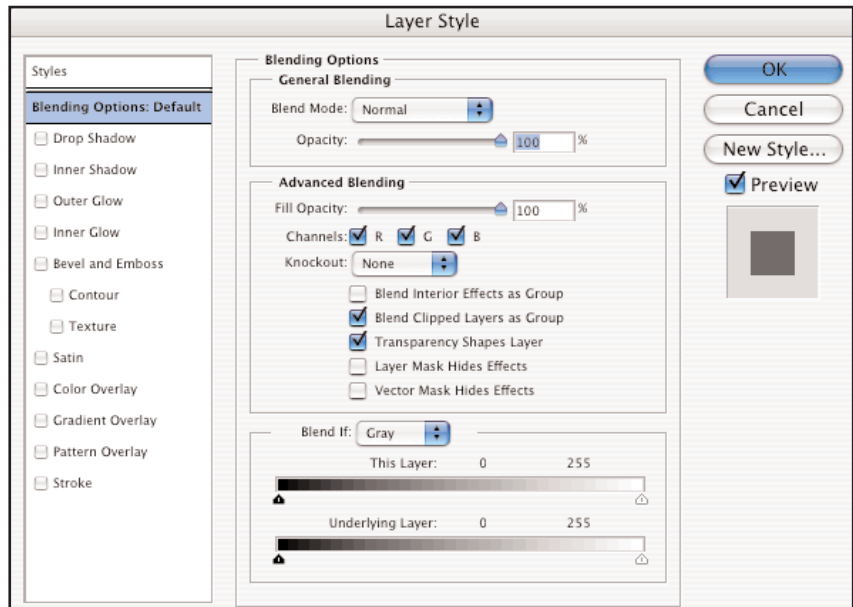 Layer Style
Styles
Blending Options: Default
Drop Shadow
Inner Shadow
Outer Glow
Inner Glow
Bevel and Emboss
Contour
Texture
Satin
Color Overlay
Gradient Overlay
Pattern Overlay
Stroke
Blending Options
General Blending
Blend Mode: Normal
Opacity: 100 %
Advanced Blending
Fill Opacity: 100 %
Channels: R G B
Knockout: None
Blend Interior Effects as Group
Blend Clipped Layers as Group
Transparency Shapes Layer
Layer Mask Hides Effects
Vector Mask Hides Effects
Blend If: Gray
This Layer: 0 255
Underlying Layer: 0 255
OK
Cancel
New Style...
Preview